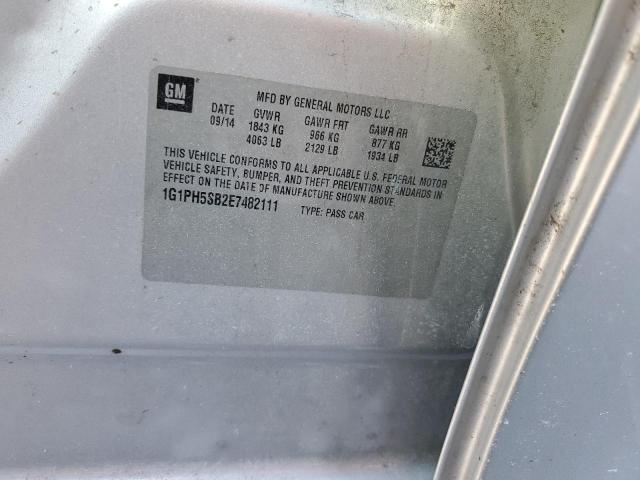 GM
MFD BY GENERAL MOTORS LLC
DATE GVWR GAWR FRT GAWR RR
09/14 1843 KG 966 KG 877 KG
4063 LB 2129 LB 1934 LB
THIS VEHICLE CONFORMS TO ALL APPLICABLE U.S. FEDERAL MOTOR
VEHICLE SAFETY, BUMPER, AND THEFT PREVENTION STANDARDS IN
EFFECT ON THE DATE OF MANUFACTURE SHOWN ABOVE.
1G1PH5SB2E7482111 TYPE: PASS CAR